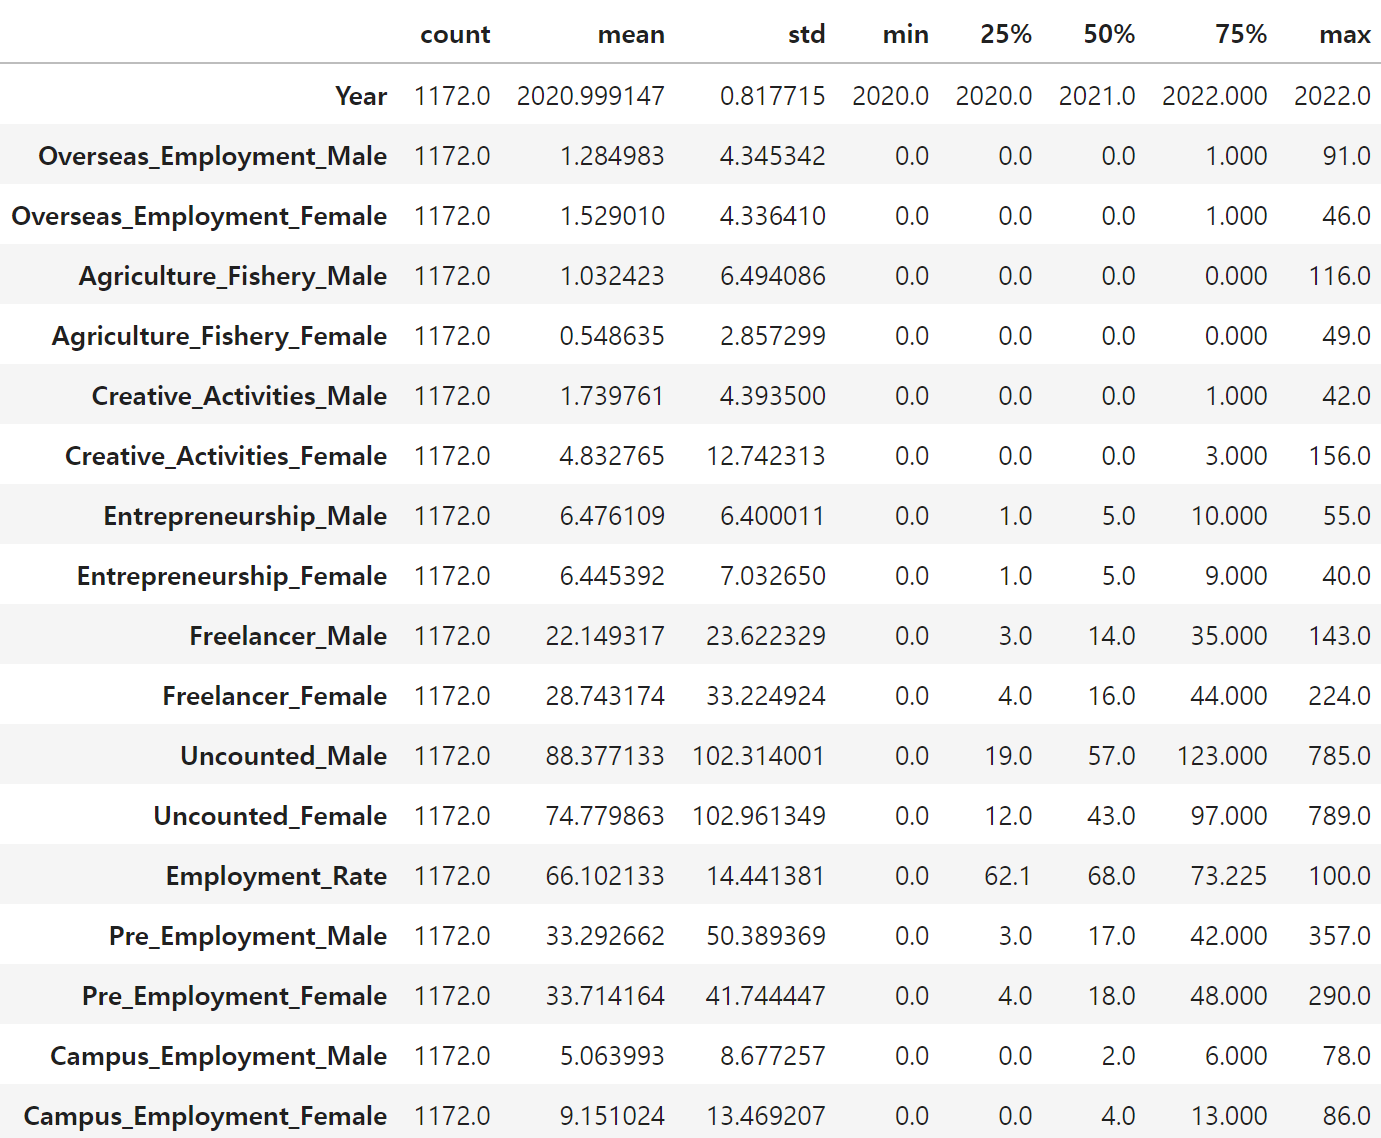 count mean std min 25% 50% 75% max
Year 1172.0 2020.999147 0.817715 2020.0 2020.0 2021.0 2022.000 2022.0
Overseas_Employment_Male 1172.0 1.284983 4.345342 0.0 0.0 0.0 1.000 91.0
Overseas_Employment_Female 1172.0 1.529010 4.336410 0.0 0.0 0.0 1.000 46.0
Agriculture_Fishery_Male 1172.0 1.032423 6.494086 0.0 0.0 0.0 0.000 116.0
Agriculture_Fishery_Female 1172.0 0.548635 2.857299 0.0 0.0 0.0 0.000 49.0
Creative_Activities_Male 1172.0 1.739761 4.393500 0.0 0.0 0.0 1.000 42.0
Creative_Activities_Female 1172.0 4.832765 12.742313 0.0 0.0 0.0 3.000 156.0
Entrepreneurship_Male 1172.0 6.476109 6.400011 0.0 1.0 5.0 10.000 55.0
Entrepreneurship_Female 1172.0 6.445392 7.032650 0.0 1.0 5.0 9.000 40.0
Freelancer_Male 1172.0 22.149317 23.622329 0.0 3.0 14.0 35.000 143.0
Freelancer_Female 1172.0 28.743174 33.224924 0.0 4.0 16.0 44.000 224.0
Uncounted_Male 1172.0 88.377133 102.314001 0.0 19.0 57.0 123.000 785.0
Uncounted_Female 1172.0 74.779863 102.961349 0.0 12.0 43.0 97.000 789.0
Employment_Rate 1172.0 66.102133 14.441381 0.0 62.1 68.0 73.225 100.0
Pre_Employment_Male 1172.0 33.292662 50.389369 0.0 3.0 17.0 42.000 357.0
Pre_Employment_Female 1172.0 33.714164 41.744447 0.0 4.0 18.0 48.000 290.0
Campus_Employment_Male 1172.0 5.063993 8.677257 0.0 0.0 2.0 6.000 78.0
Campus_Employment_Female 1172.0 9.151024 13.469207 0.0 0.0 4.0 13.000 86.0